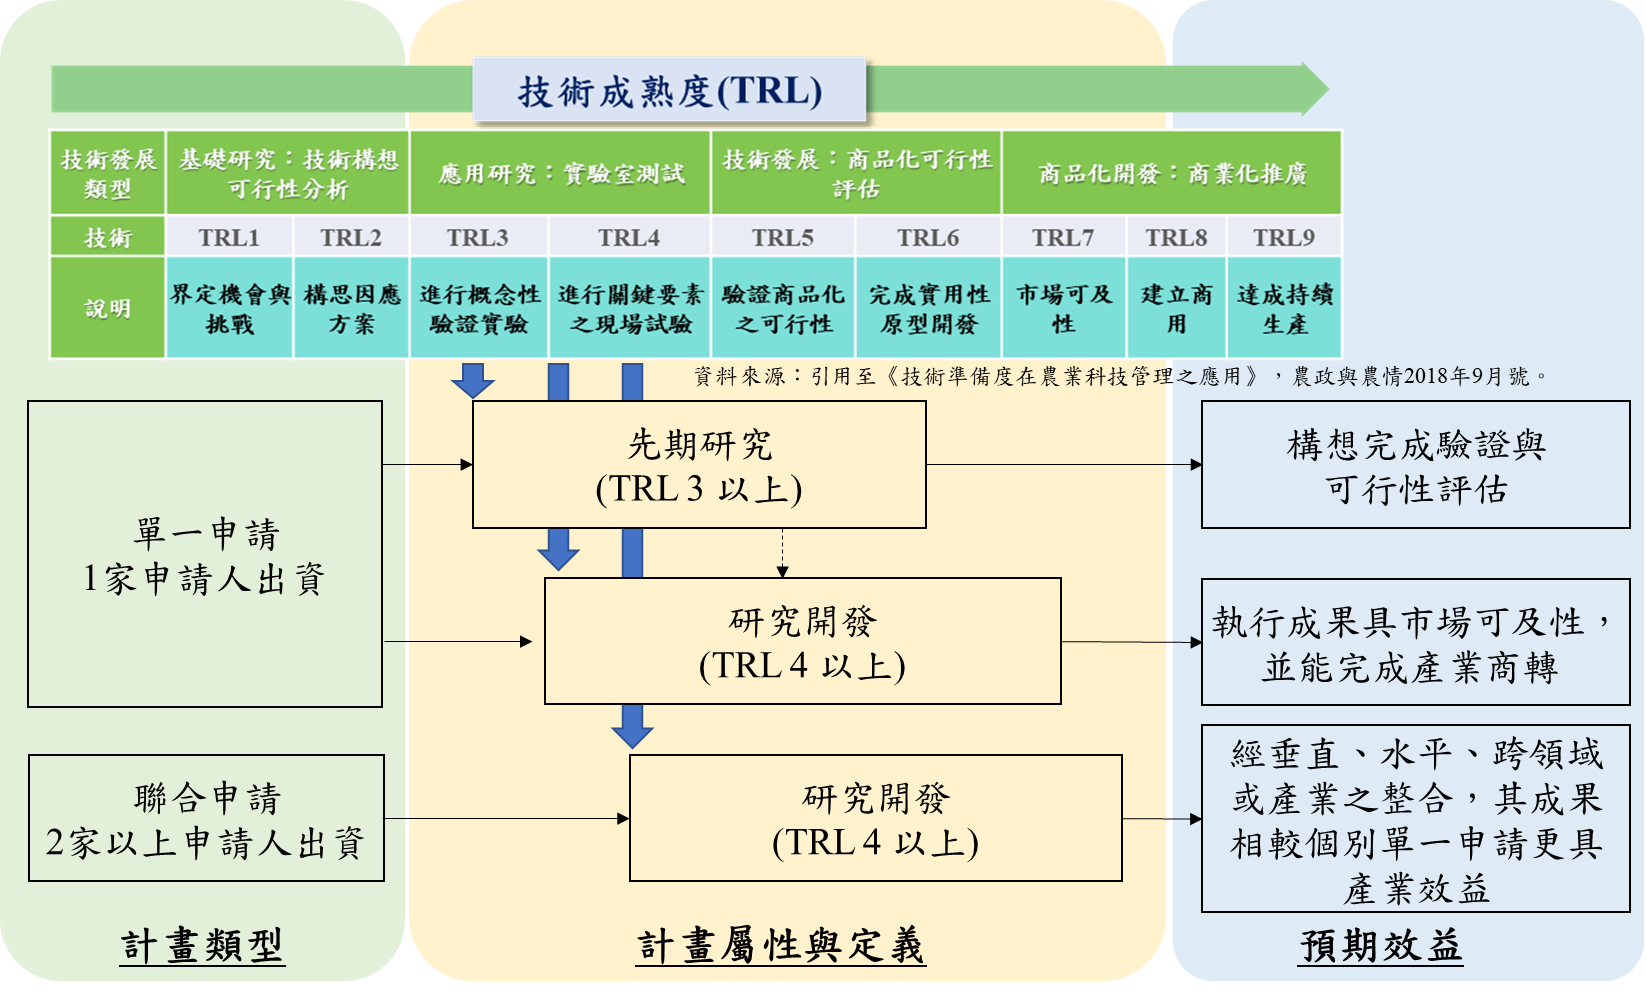 技術成熟度(TRL)
技術發展
類型
基礎研究：技術構想
可行性分析
應用研究：實驗室測試
技術發展：商品化可行性
評估
商品化開發：商業化推廣
技術
TRL1
TRL2
TRL3
TRL4
TRL5
TRL6
TRL7
TRL8
TRL9
說明
界定機會與
挑戰
構思因應
方案
進行概念性
驗證實驗
進行關鍵要素
之現場試驗
驗證商品化
之可行性
完成實用性
原型開發
市場可及
性
建立商
用
達成持續
生產
資料來源：引用至《技術準備度在農業科技管理之應用》，農政與農情2018年9月號。
單一申請
1家申請人出資
先期研究
(TRL 3 以上)
構想完成驗證與
可行性評估
研究開發
(TRL 4 以上)
執行成果具市場可及性，
並能完成產業商轉
聯合申請
2家以上申請人出資
研究開發
(TRL 4 以上)
經垂直、水平、跨領域
或產業之整合，其成果
相較個別單一申請更具
產業效益
計畫類型
計畫屬性與定義
預期效益